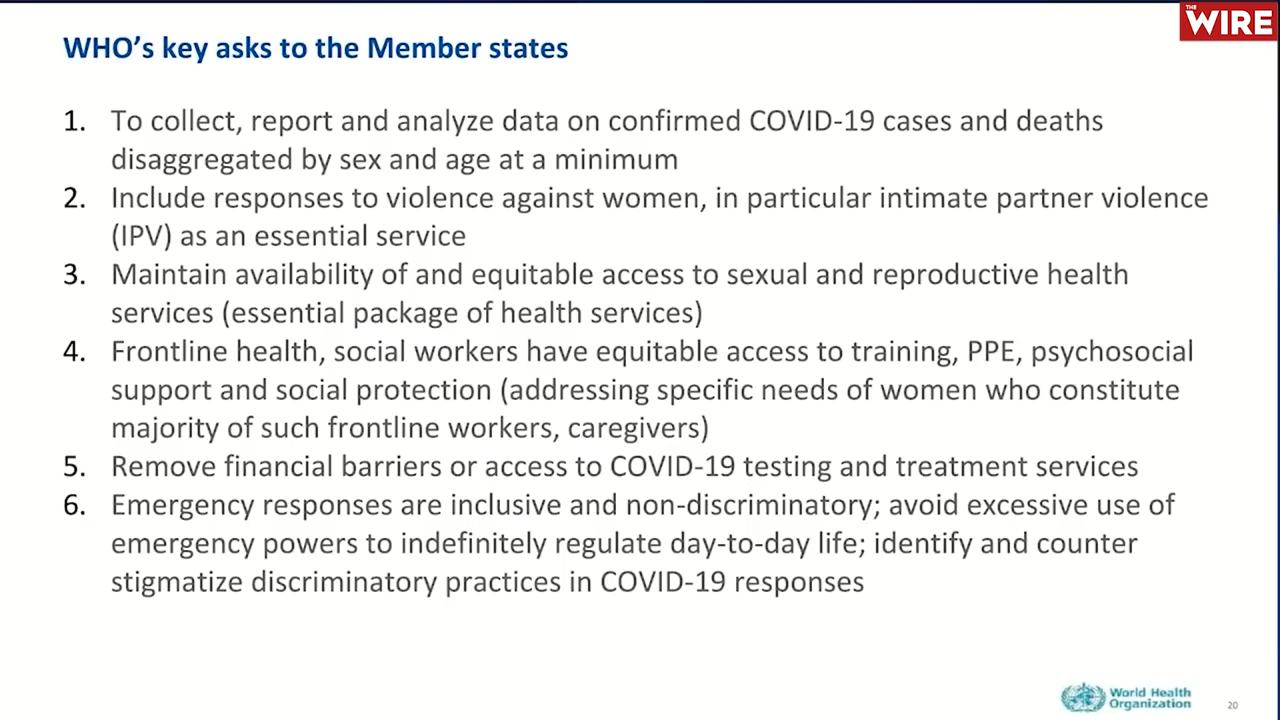 THE
WIRE
WHO's key asks to the Member states
1. To collect, report and analyze data on confirmed COVID-19 cases and deaths
disaggregated by sex and age at a minimum
2. Include responses to violence against women, in particular intimate partner violence
(IPV) as an essential service
3. Maintain availability of and equitable access to sexual and reproductive health
services (essential package of health services)
4. Frontline health, social workers have equitable access to training, PPE, psychosocial
support and social protection (addressing specific needs of women who constitute
majority of such frontline workers, caregivers)
5. Remove financial barriers or access to COVID-19 testing and treatment services
6. Emergency responses are inclusive and non-discriminatory; avoid excessive use of
emergency powers to indefinitely regulate day-to-day life; identify and counter
stigmatize discriminatory practices in COVID-19 responses
World Health
Organization
20